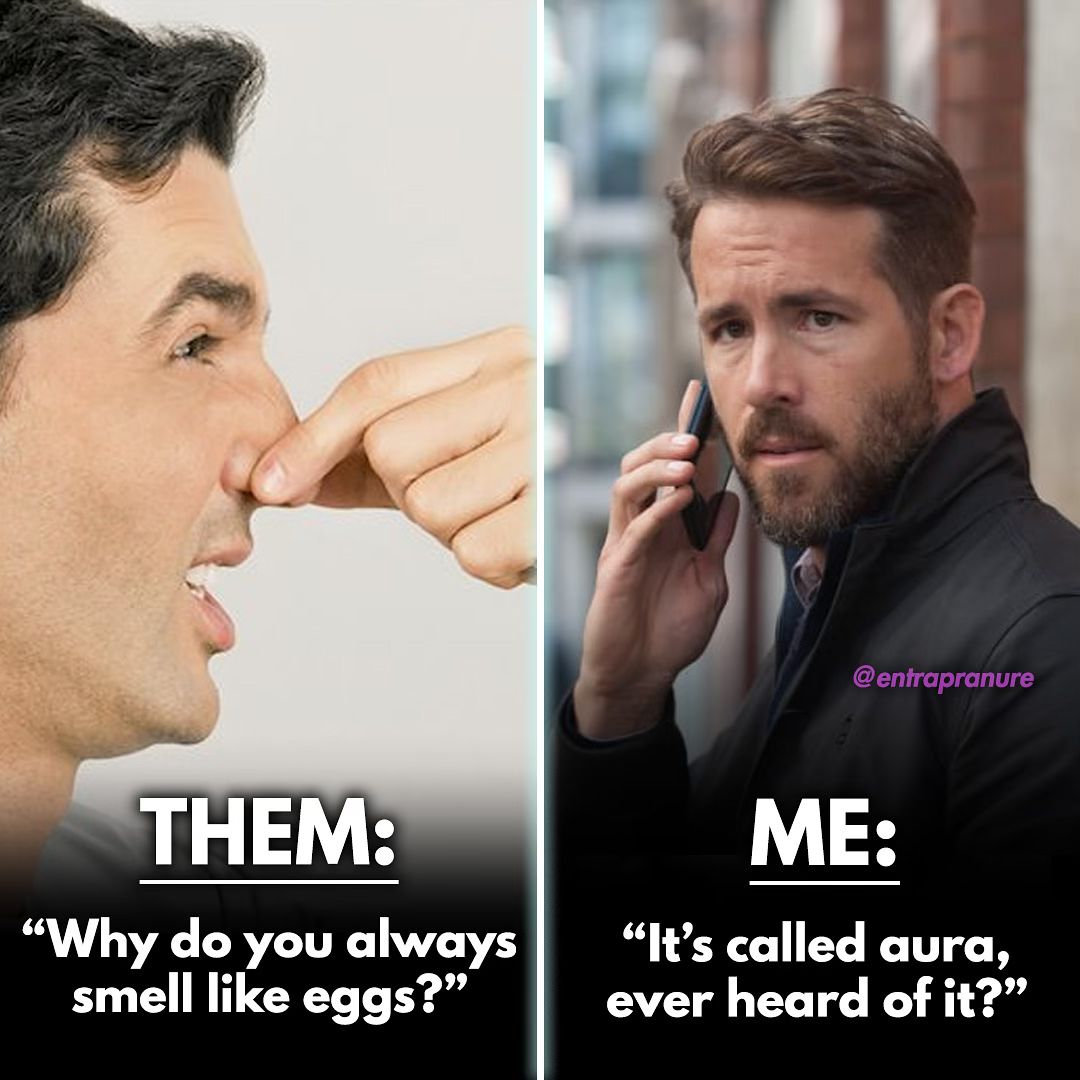 @entrapranure
THEM:
“Why do you always
smell like eggs?”
ME:
“It’s called aura,
ever heard of it?”